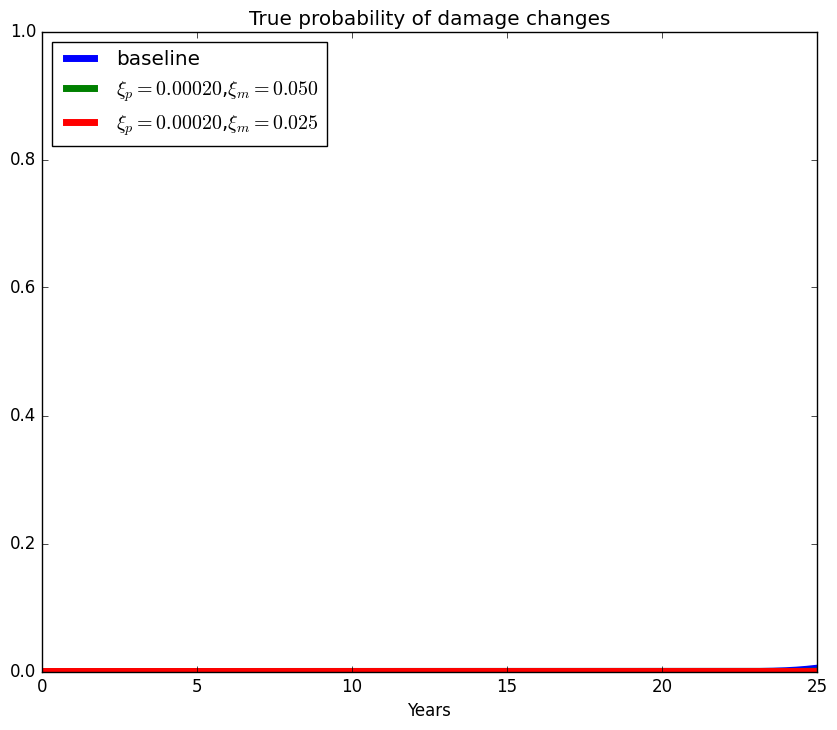 True probability of damage changes
1.0
baseline
ξₚ = 0.00020,ξₘ = 0.050
ξₚ = 0.00020,ξₘ = 0.025
0.8
0.6
0.4
0.2
0.0
0 5 10 15 20 25
Years